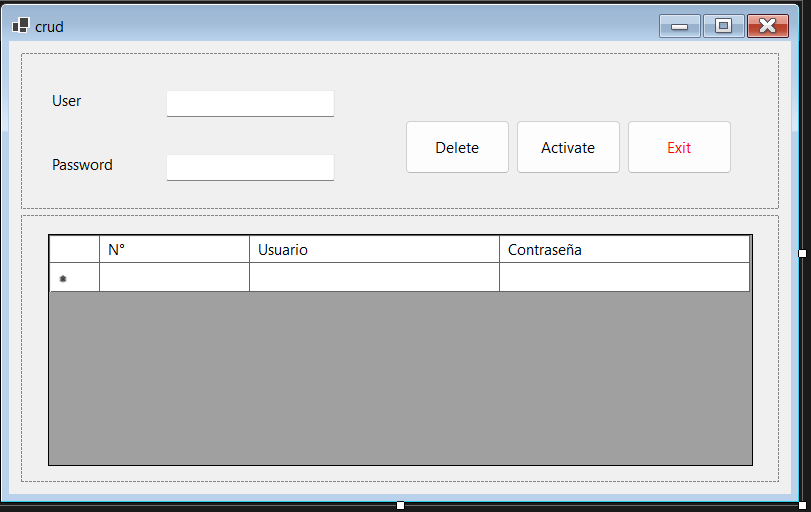 crud
User
Password
Delete Activate Exit
N° Usuario Contraseña